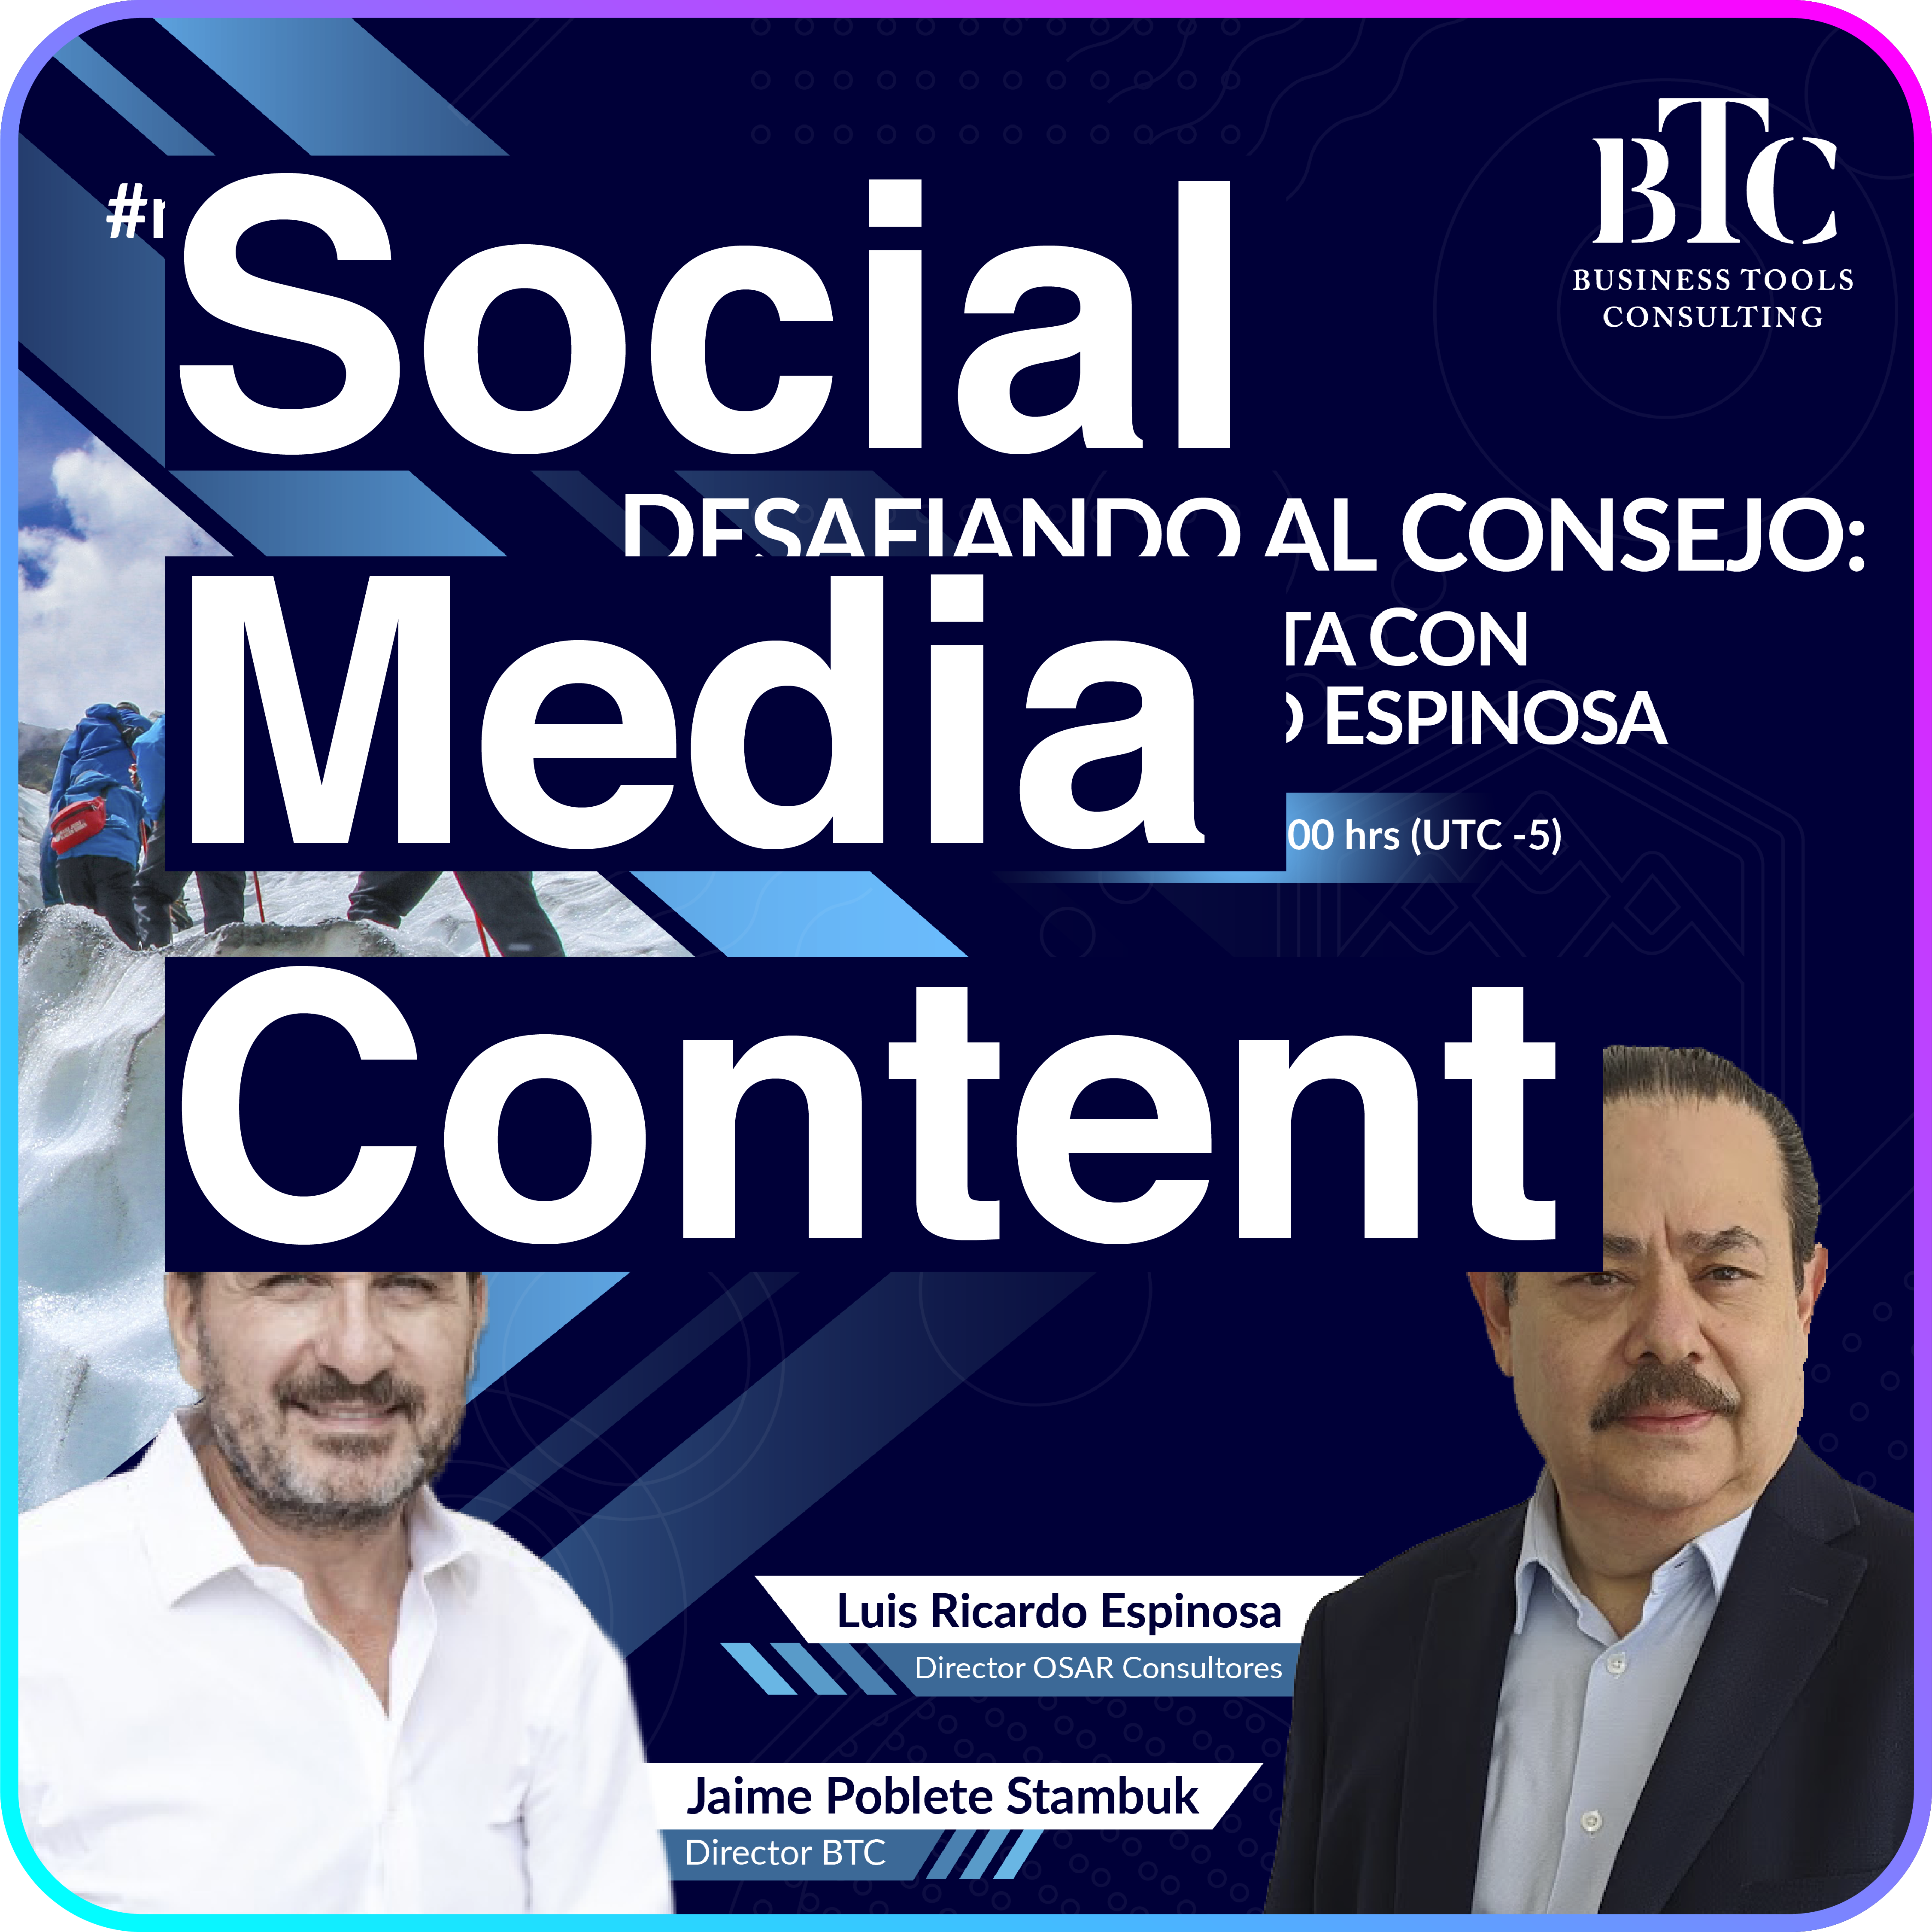 BTC
BUSINESS TOOLS
CONSULTING
Social
DESAFIANDO AL CONSEJO:
Media
CON
ESPINOSA
00 hrs (UTC -5)
Content
Luis Ricardo Espinosa
Director OSAR Consultores
Jaime Poblete Stambuk
Director BTC